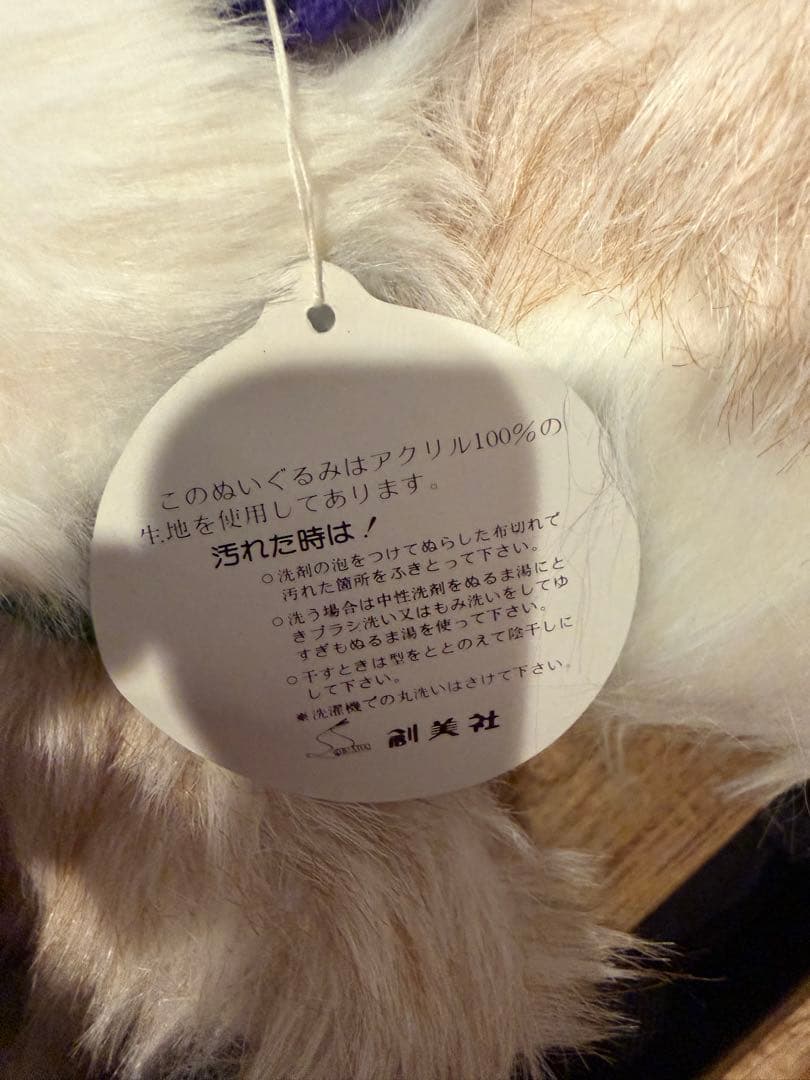 このぬいぐるみはアクリル100%の
生地を使用してあります。
汚れた時は!
○洗剤の泡をつけてぬらした布切れで
汚れた箇所をふきとって下さい。
○洗う場合は中性洗剤をぬるま湯にと
きブラシ洗い又はもみ洗いをしてゆ
すぎもぬるま湯を使って下さい。
○干すときは型をととのえて陰干しに
して下さい。
※洗濯機での丸洗いはさけて下さい。
創美社